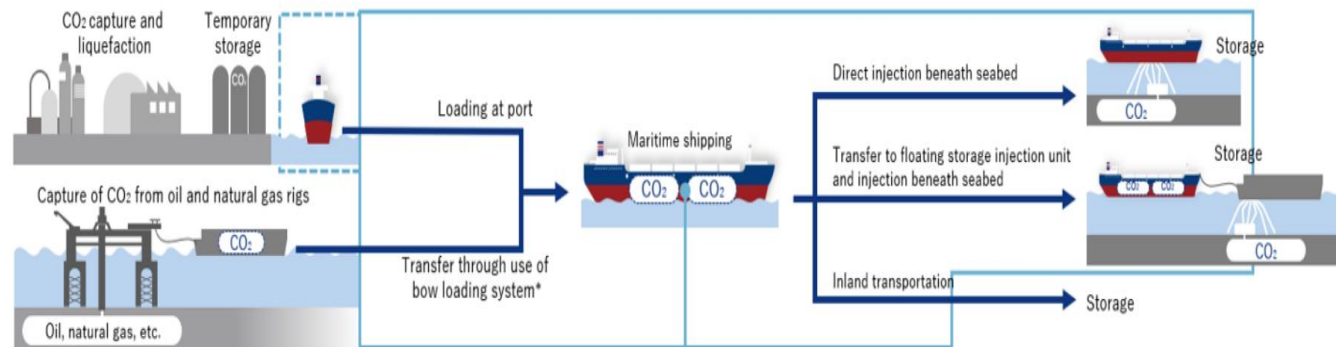 CO₂ capture and
liquefaction
Temporary
storage
CO₂
Loading at port
Capture of CO₂ from oil and natural gas rigs
CO₂
Transfer through use of
bow loading system*
Oil, natural gas, etc.
Maritime shipping
CO₂ CO₂
Direct injection beneath seabed
Storage
CO₂
Transfer to floating storage injection unit
and injection beneath seabed
Storage
CO₂ CO₂
CO₂
Inland transportation
Storage